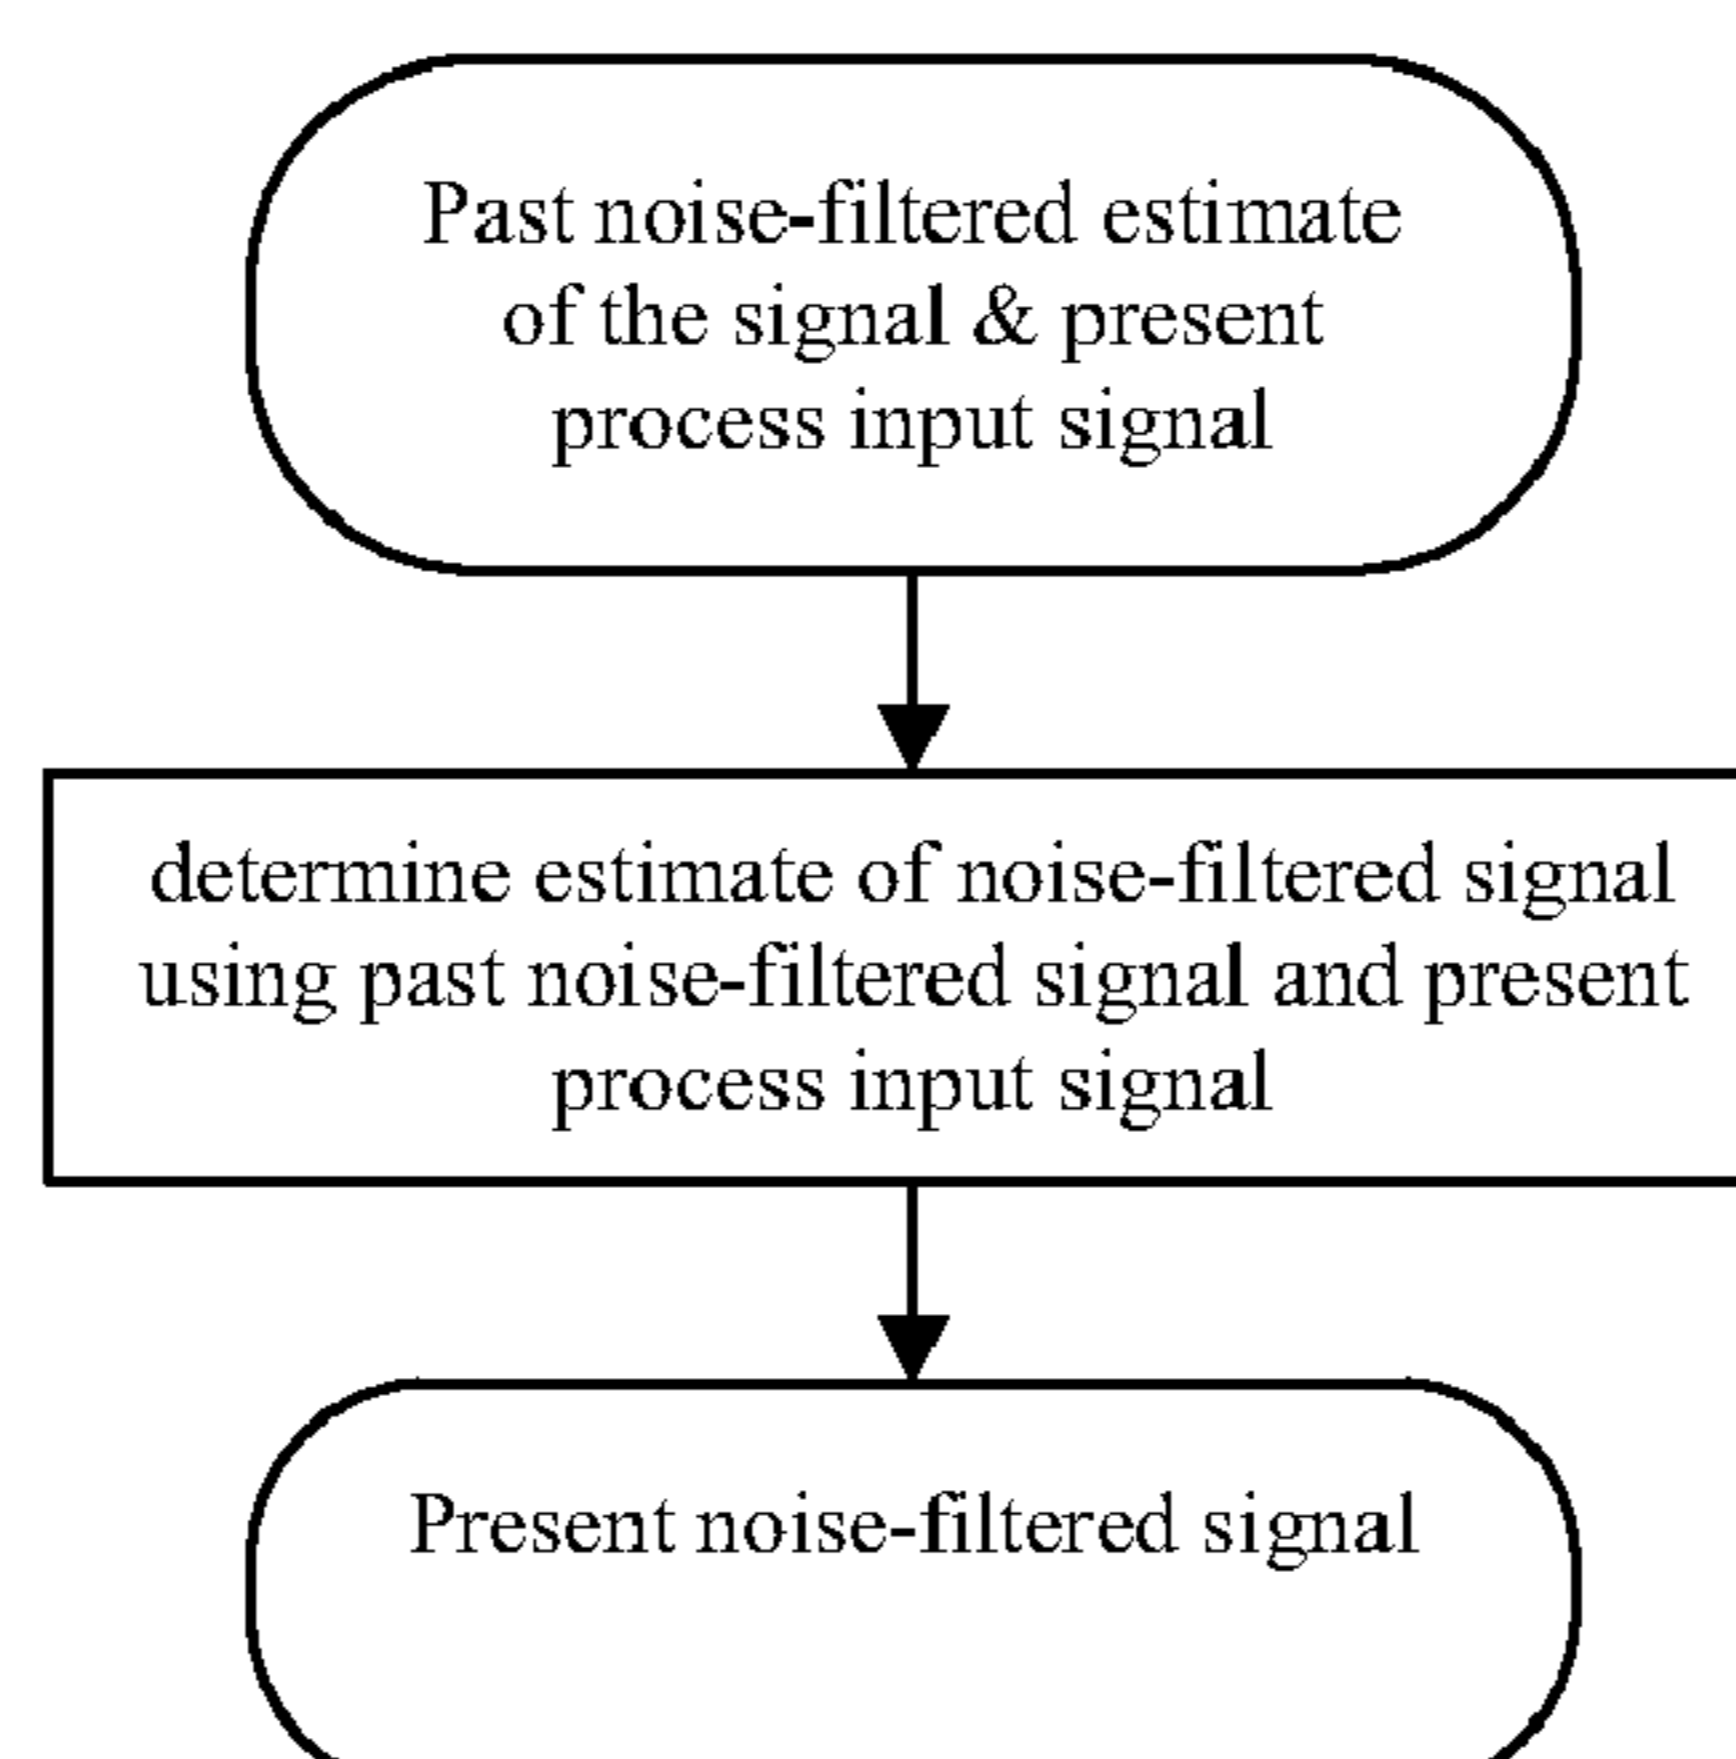 Past noise-filtered estimate
of the signal & present
process input signal
determine estimate of noise-filtered signal
using past noise-filtered signal and present
process input signal
Present noise-filtered signal